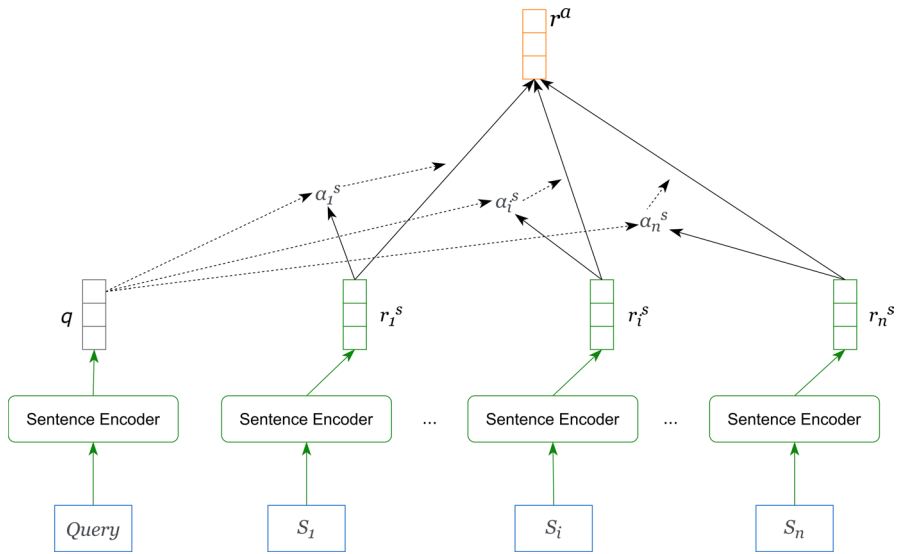 r^a
α_1^s
α_i^s
α_n^s
q
r_1^s
r_i^s
r_n^s
Sentence Encoder
Sentence Encoder
...
Sentence Encoder
...
Sentence Encoder
Query
S_1
S_i
S_n